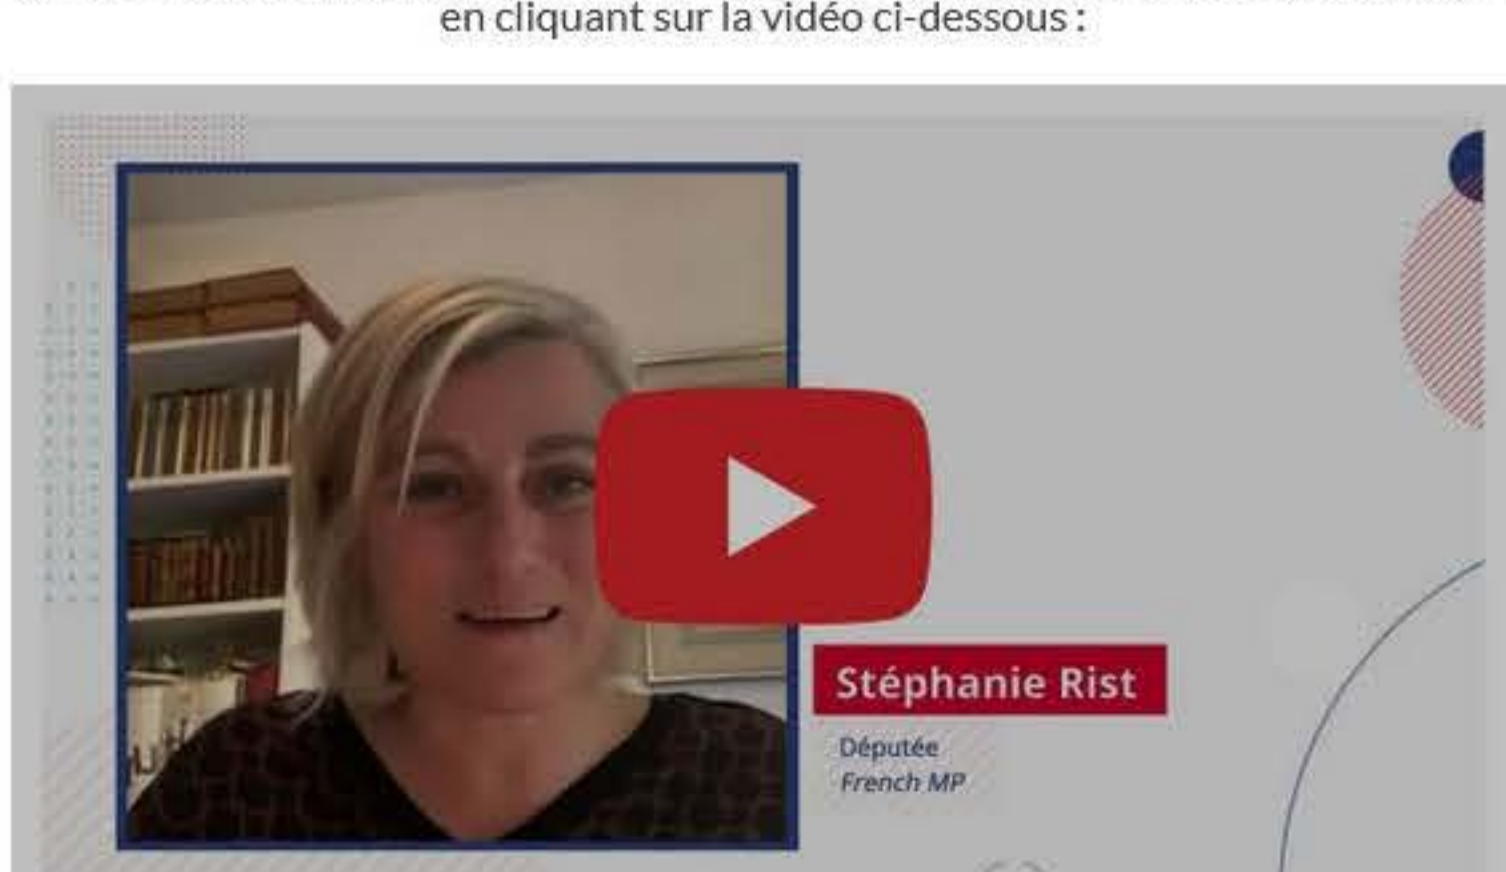 en cliquant sur la vidéo ci-dessous :
Stéphanie Rist
Députée
French MP